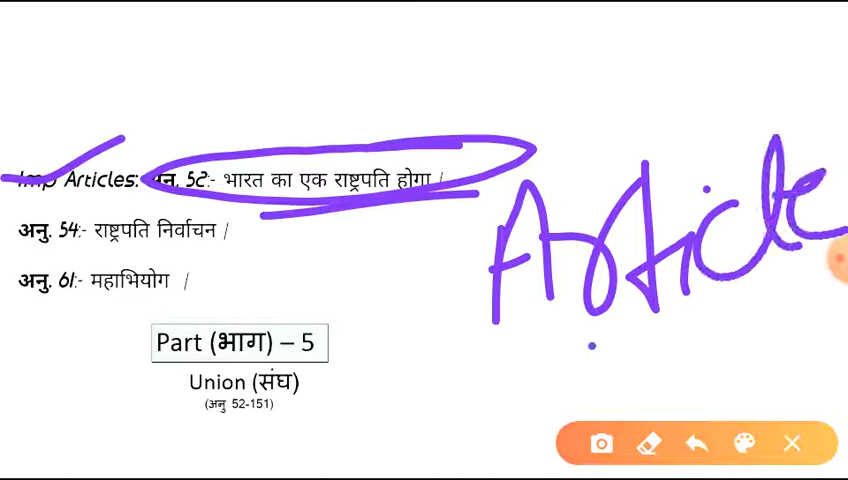 Imp Articles: अनु. 52:- भारत का एक राष्ट्रपति होगा /
Article
अनु. 54:- राष्ट्रपति निर्वाचन /
अनु. 61:- महाभियोग /
Part (भाग) – 5
Union (संघ)
(अनु 52-151)